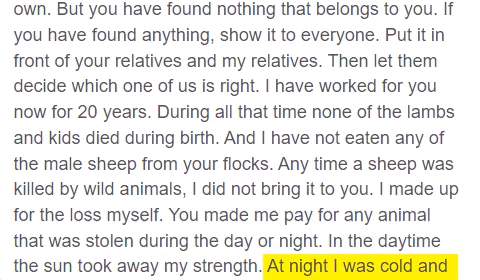 own. But you have found nothing that belongs to you. If
you have found anything, show it to everyone. Put it in
front of your relatives and my relatives. Then let them
decide which one of us is right. I have worked for you
now for 20 years. During all that time none of the lambs
and kids died during birth. And I have not eaten any of
the male sheep from your flocks. Any time a sheep was
killed by wild animals, I did not bring it to you. I made up
for the loss myself. You made me pay for any animal
that was stolen during the day or night. In the daytime
the sun took away my strength. At night I was cold and